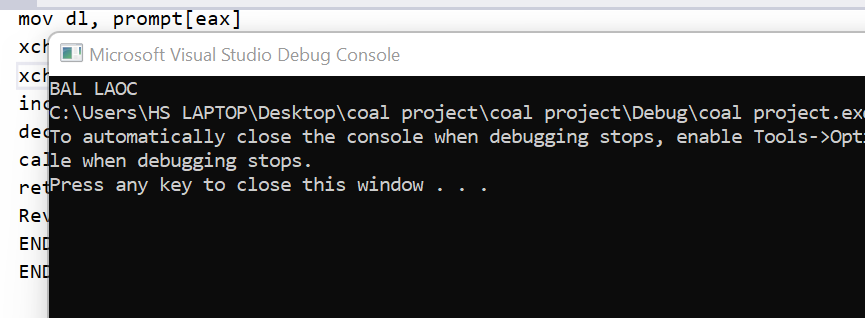 mov dl, prompt[eax]
xch
Microsoft Visual Studio Debug Console
xch
BAL LAOC
inc
C:\Users\HS LAPTOP\Desktop\coal project\coal project\Debug\coal project.exe
dec
To automatically close the console when debugging stops, enable Tools->Opti
cal
le when debugging stops.
ret
Press any key to close this window . . .
Rev
END
END